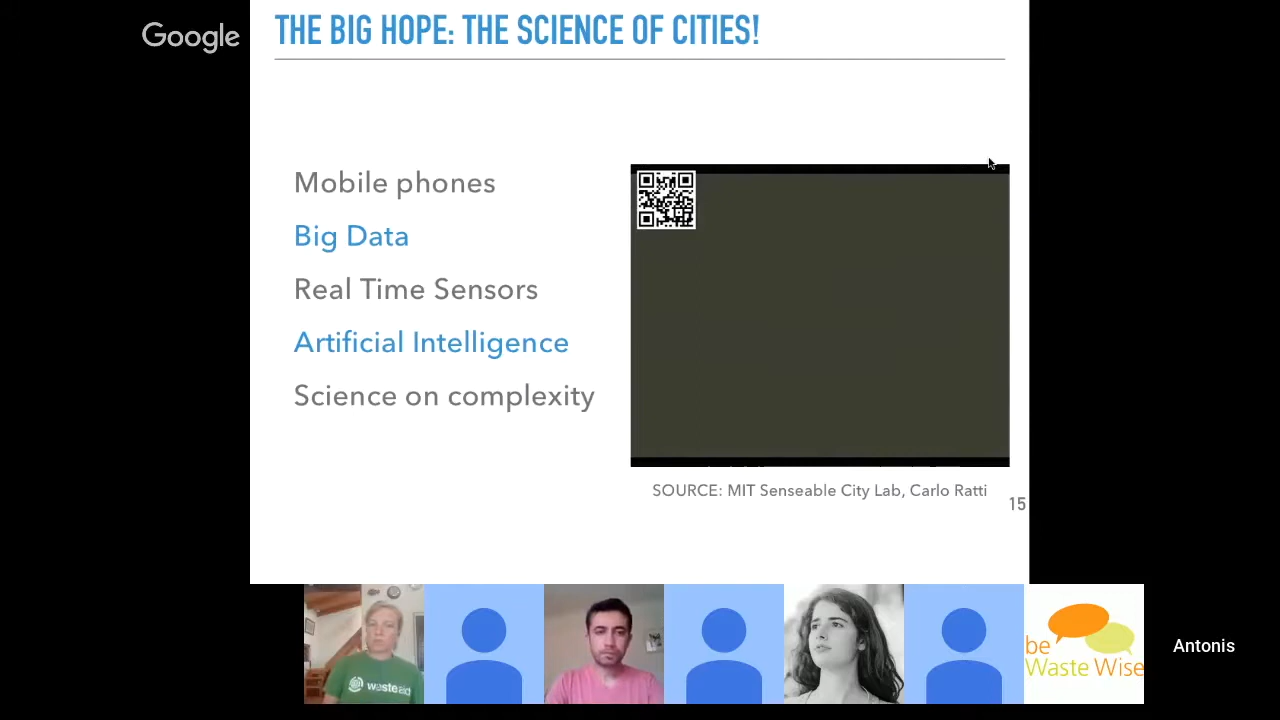 Google
THE BIG HOPE: THE SCIENCE OF CITIES!
Mobile phones
Big Data
Real Time Sensors
Artificial Intelligence
Science on complexity
SOURCE: MIT Senseable City Lab, Carlo Ratti
15
wasteaid
be
Waste Wise
Antonis